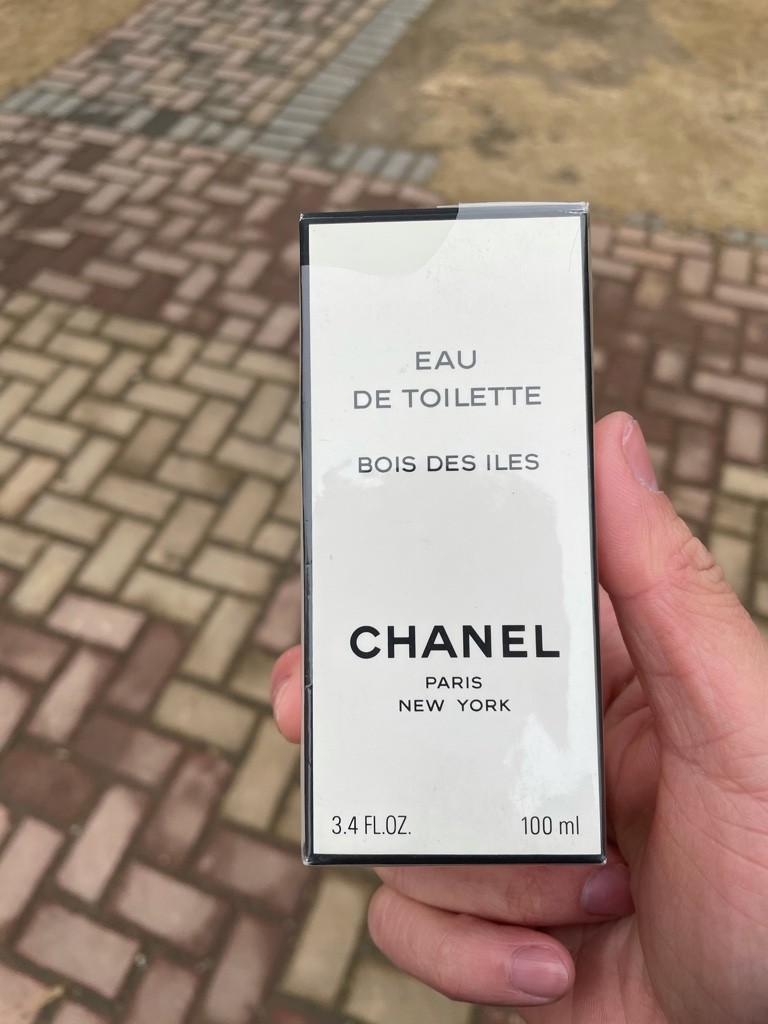 EAU
DE TOILETTE
BOIS DES ILES
CHANEL
PARIS
NEW YORK
3.4 FL.OZ. 100 ml